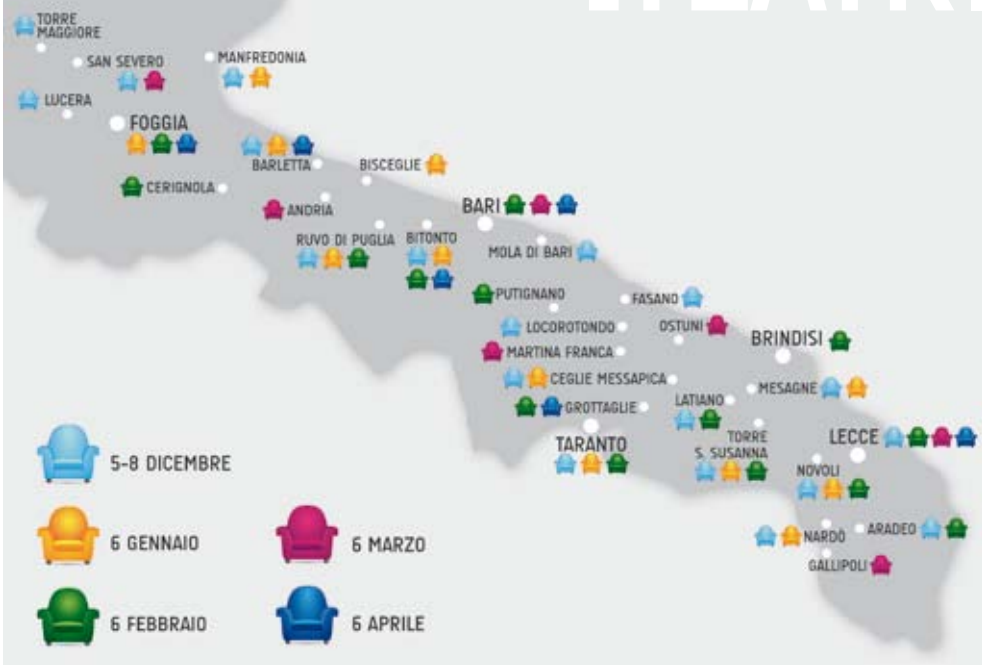 TORRE
MAGGIORE
SAN SEVERO
MANFREDONIA
LUCERA
FOGGIA
BARLETTA
BISCEGLIE
CERIGNOLA
ANDRIA
BARI
RUVO DI PUGLIA
BITONTO
MOLA DI BARI
PUTIGNANO
FASANO
LOCOROTONDO
OSTUNI
BRINDISI
MARTINA FRANCA
CEGLIE MESSAPICA
MESAGNE
LATIANO
GROTTAGLIE
TARANTO
TORRE
S. SUSANNA
LECCE
NOVOLI
NARDÒ
ARADEO
GALLIPOLI
5-8 DICEMBRE
6 GENNAIO
6 MARZO
6 FEBBRAIO
6 APRILE